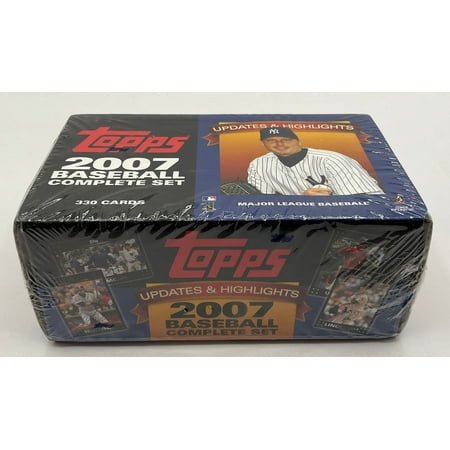 Topps
2007
BASEBALL
COMPLETE SET
330 CARDS
UPDATES & HIGHLIGHTS
NY
MAJOR LEAGUE BASEBALL
Topps
UPDATES & HIGHLIGHTS
2007
BASEBALL
COMPLETE SET